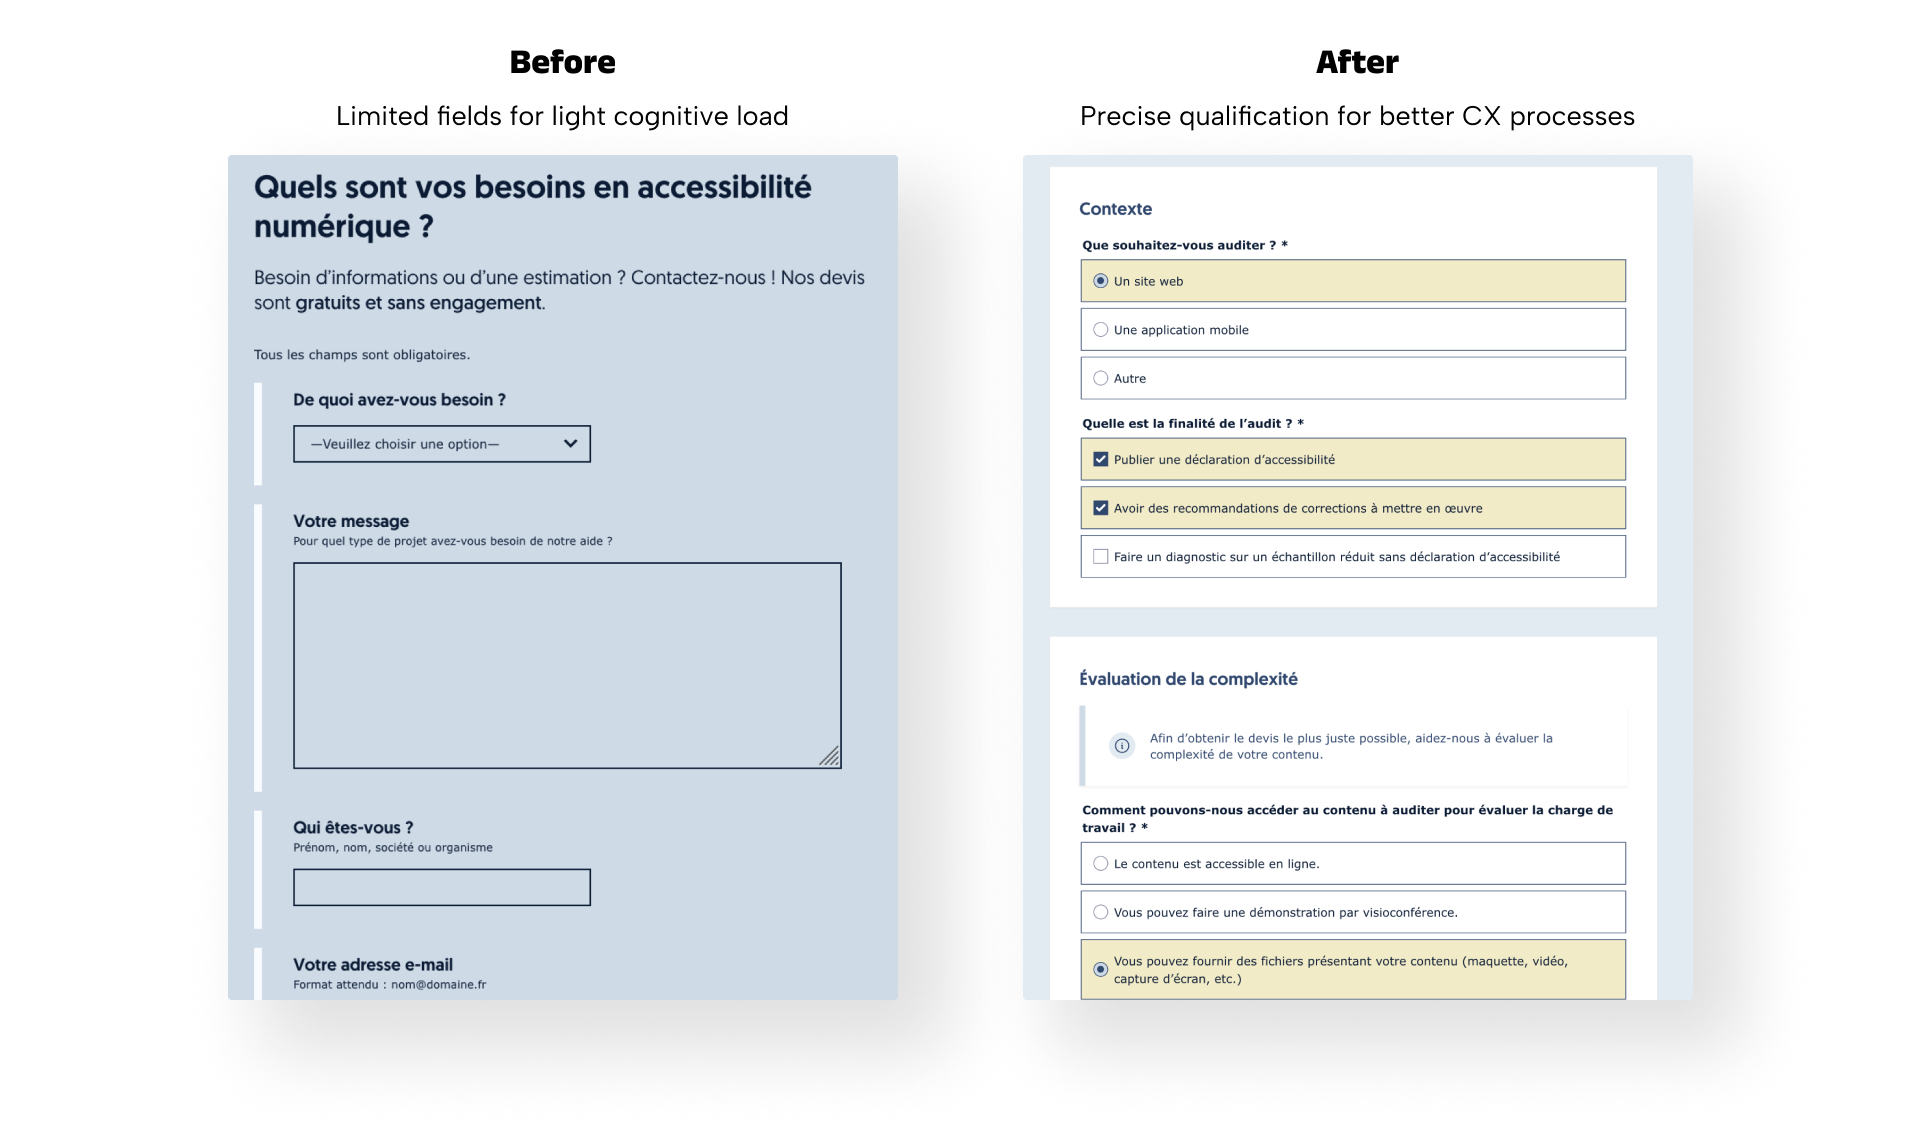 Before
Limited fields for light cognitive load
Quels sont vos besoins en accessibilité
numérique ?
Besoin d’informations ou d’une estimation ? Contactez-nous ! Nos devis
sont gratuits et sans engagement.
Tous les champs sont obligatoires.
De quoi avez-vous besoin ?
—Veuillez choisir une option—
Votre message
Pour quel type de projet avez-vous besoin de notre aide ?
Qui êtes-vous ?
Prénom, nom, société ou organisme
Votre adresse e-mail
Format attendu : nom@domaine.fr
After
Precise qualification for better CX processes
Contexte
Que souhaitez-vous auditer ? *
Un site web
Une application mobile
Autre
Quelle est la finalité de l’audit ? *
Publier une déclaration d’accessibilité
Avoir des recommandations de corrections à mettre en œuvre
Faire un diagnostic sur un échantillon réduit sans déclaration d’accessibilité
Évaluation de la complexité
Afin d’obtenir le devis le plus juste possible, aidez-nous à évaluer la
complexité de votre contenu.
Comment pouvons-nous accéder au contenu à auditer pour évaluer la charge de
travail ? *
Le contenu est accessible en ligne.
Vous pouvez faire une démonstration par visioconférence.
Vous pouvez fournir des fichiers présentant votre contenu (maquette, vidéo,
capture d’écran, etc.)